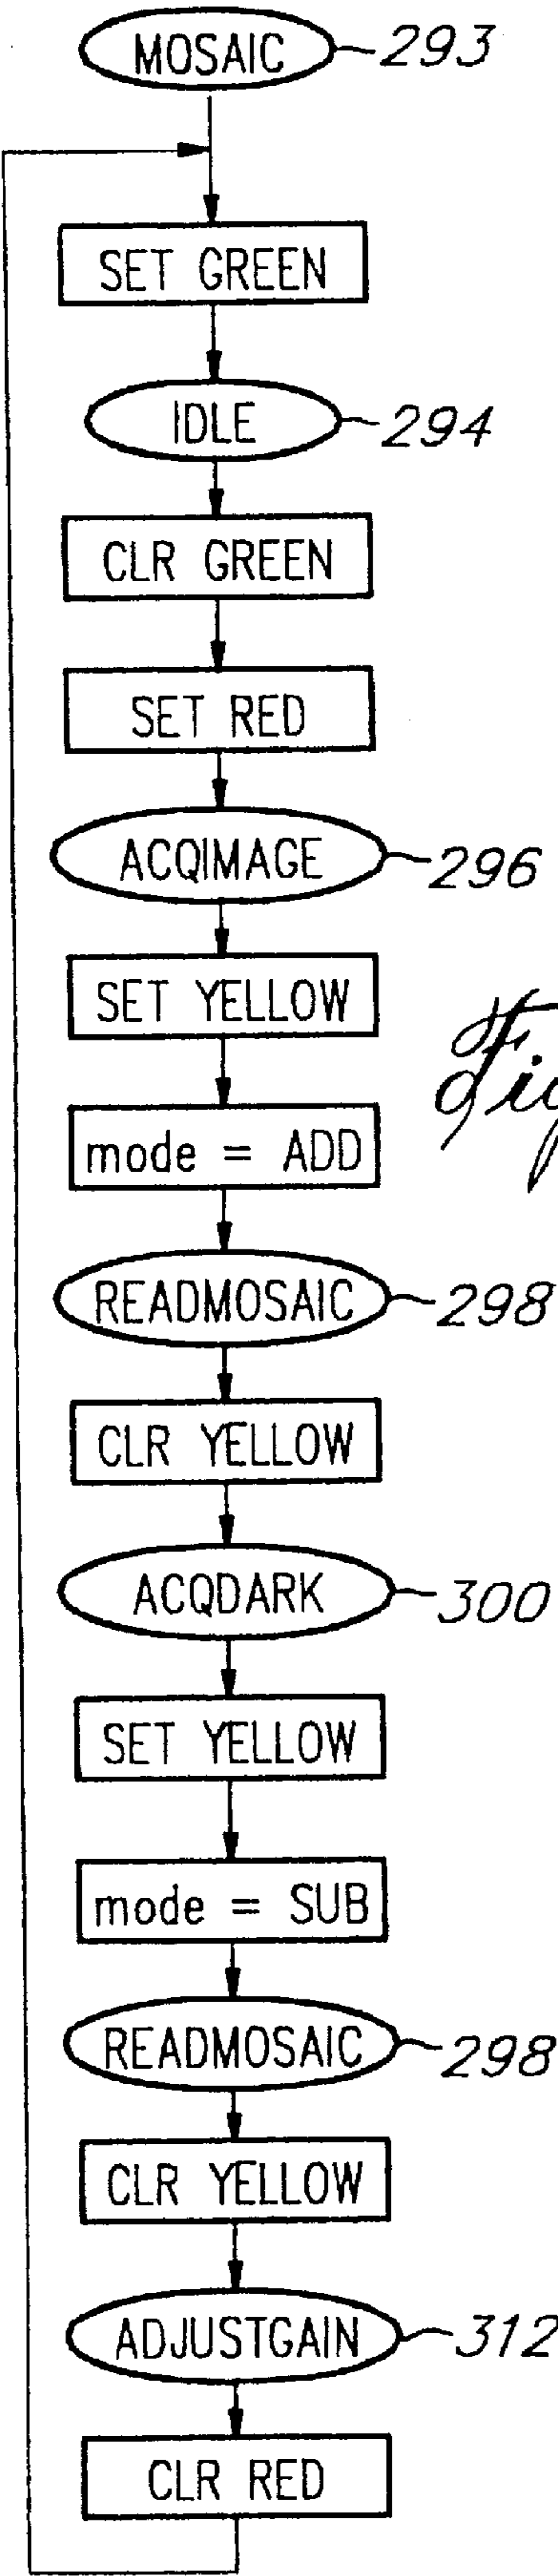 MOSAIC 293
SET GREEN
IDLE 294
CLR GREEN
SET RED
ACQIMAGE 296
SET YELLOW
mode = ADD
READMOSAIC 298
CLR YELLOW
ACQDARK 300
SET YELLOW
mode = SUB
READMOSAIC 298
CLR YELLOW
ADJUSTGAIN 312
CLR RED